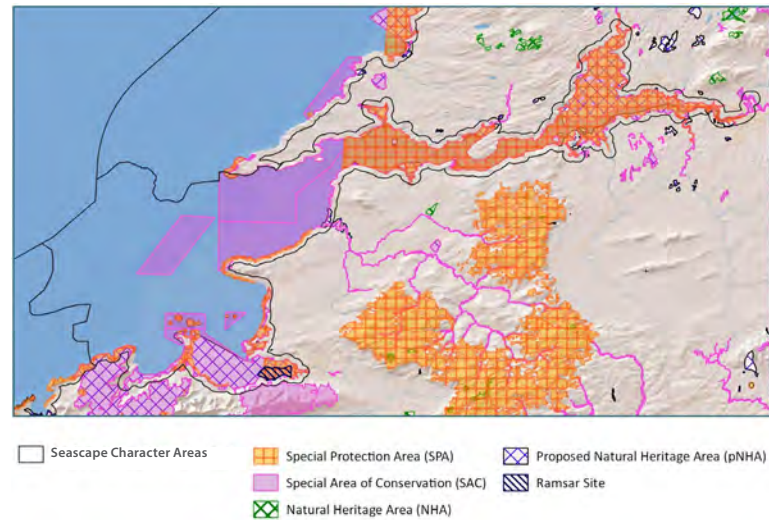 Seascape Character Areas
Special Protection Area (SPA)
Special Area of Conservation (SAC)
Natural Heritage Area (NHA)
Proposed Natural Heritage Area (pNHA)
Ramsar Site